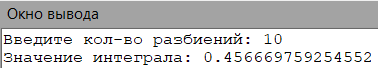 Окно вывода
Введите кол-во разбиений: 10
Значение интеграла: 0.456669759254552